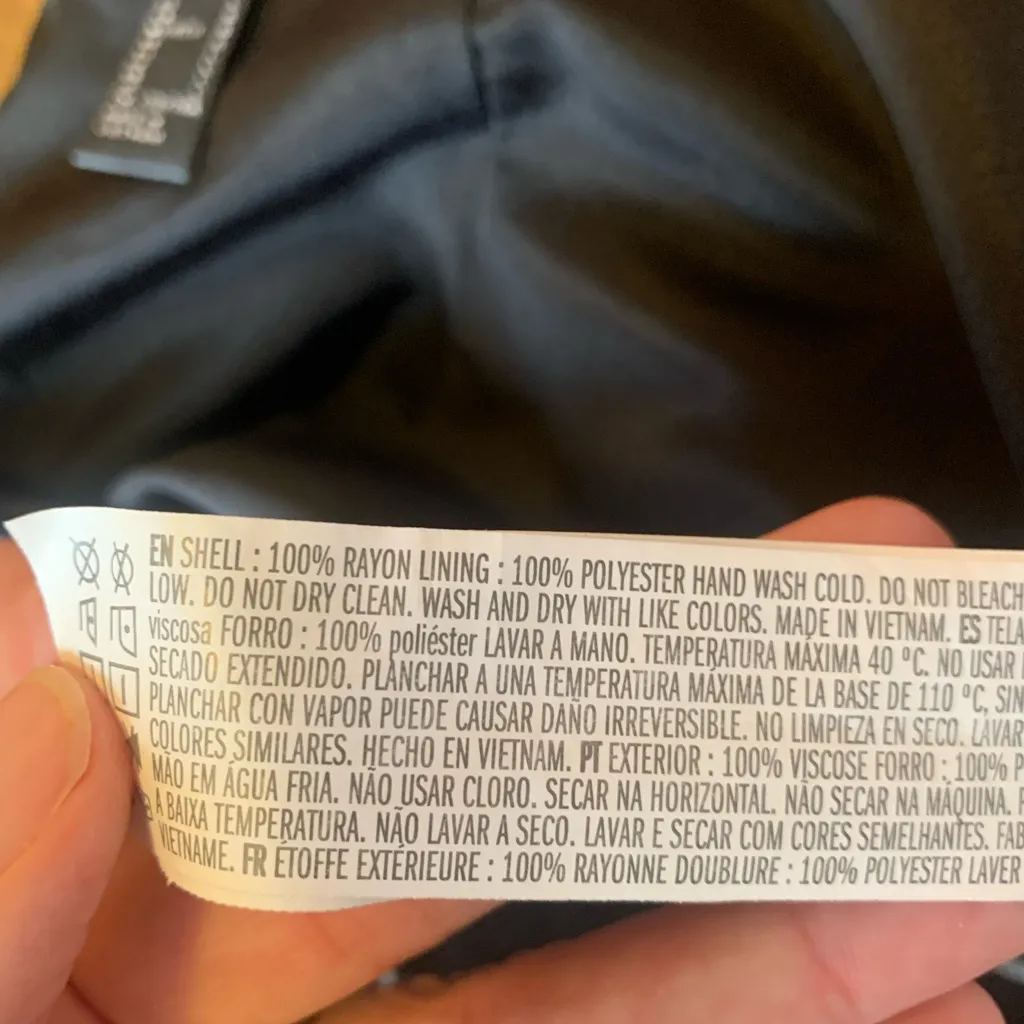 EN SHELL : 100% RAYON LINING : 100% POLYESTER HAND WASH COLD. DO NOT BLEACH
LOW. DO NOT DRY CLEAN. WASH AND DRY WITH LIKE COLORS. MADE IN VIETNAM. ES TELA
viscosa FORRO : 100% poliéster LAVAR A MANO. TEMPERATURA MÁXIMA 40 ºC. NO USAR
SECADO EXTENDIDO. PLANCHAR A UNA TEMPERATURA MÁXIMA DE LA BASE DE 110 ºC, SIN
PLANCHAR CON VAPOR PUEDE CAUSAR DAÑO IRREVERSIBLE. NO LIMPIEZA EN SECO. LAVAR
COLORES SIMILARES. HECHO EN VIETNAM. PT EXTERIOR : 100% VISCOSE FORRO : 100% P
MÃO EM ÁGUA FRIA. NÃO USAR CLORO. SECAR NA HORIZONTAL. NÃO SECAR NA MÁQUINA.
A BAIXA TEMPERATURA. NÃO LAVAR A SECO. LAVAR E SECAR COM CORES SEMELHANTES. FAB
VIETNAME. FR ÉTOFFE EXTÉRIEURE : 100% RAYONNE DOUBLURE : 100% POLYESTER LAVER